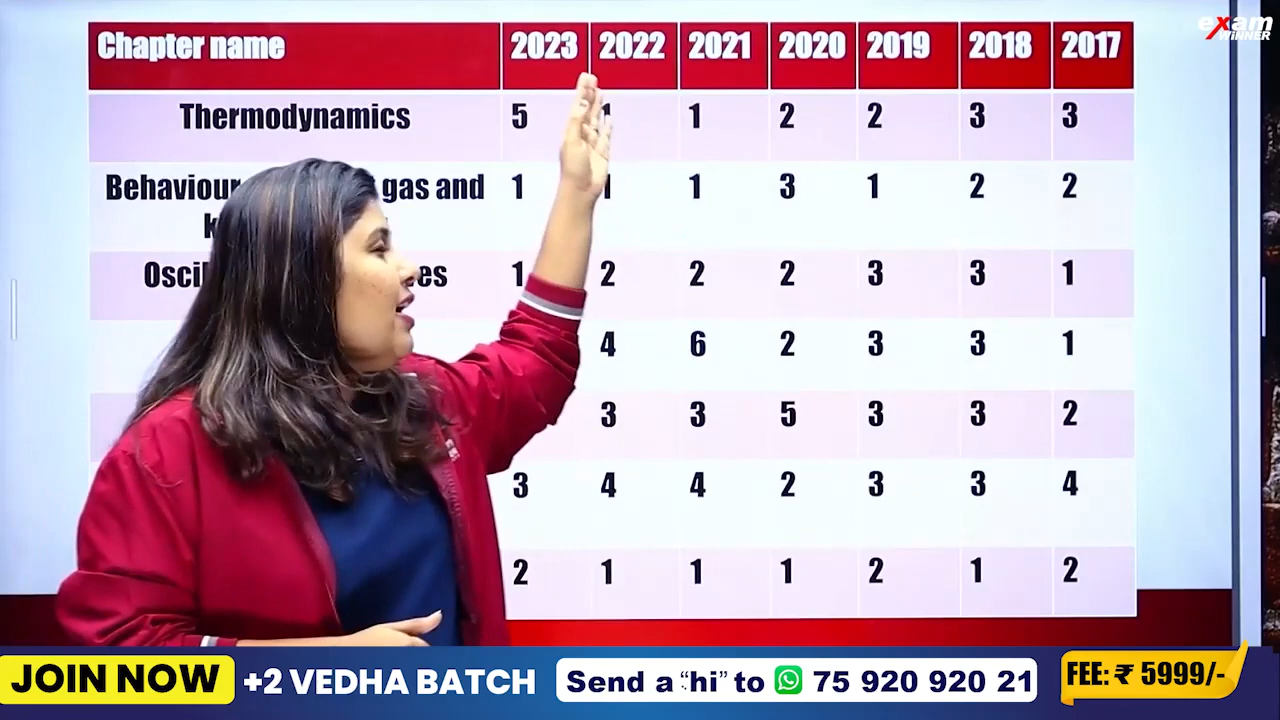 exam
WINNER
Chapter name 2023 2022 2021 2020 2019 2018 2017
Thermodynamics 5 1 1 2 2 3 3
gas and 1 1 1 3 1 2 2
1 2 2 2 3 3 1
4 6 2 3 3 1
3 3 5 3 3 2
3 4 4 2 3 3 4
2 1 1 1 2 1 2
JOIN NOW +2 VEDHA BATCH Send a “hi” to 75 920 920 21 FEE: ₹ 5999/-